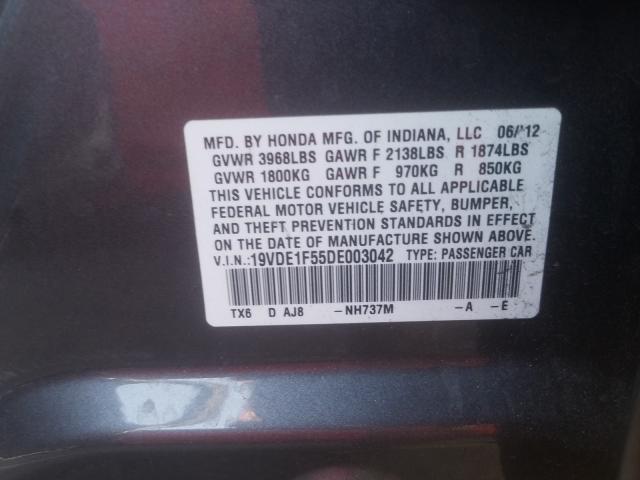 MFD. BY HONDA MFG. OF INDIANA, LLC 06/12
GVWR 3968LBS GAWR F 2138LBS R 1874LBS
GVWR 1800KG GAWR F 970KG R 850KG
THIS VEHICLE CONFORMS TO ALL APPLICABLE
FEDERAL MOTOR VEHICLE SAFETY, BUMPER,
AND THEFT PREVENTION STANDARDS IN EFFECT
ON THE DATE OF MANUFACTURE SHOWN ABOVE.
V.I.N.: 19VDE1F55DE003042 TYPE: PASSENGER CAR
TX6 D AJ8 -NH737M -A -E